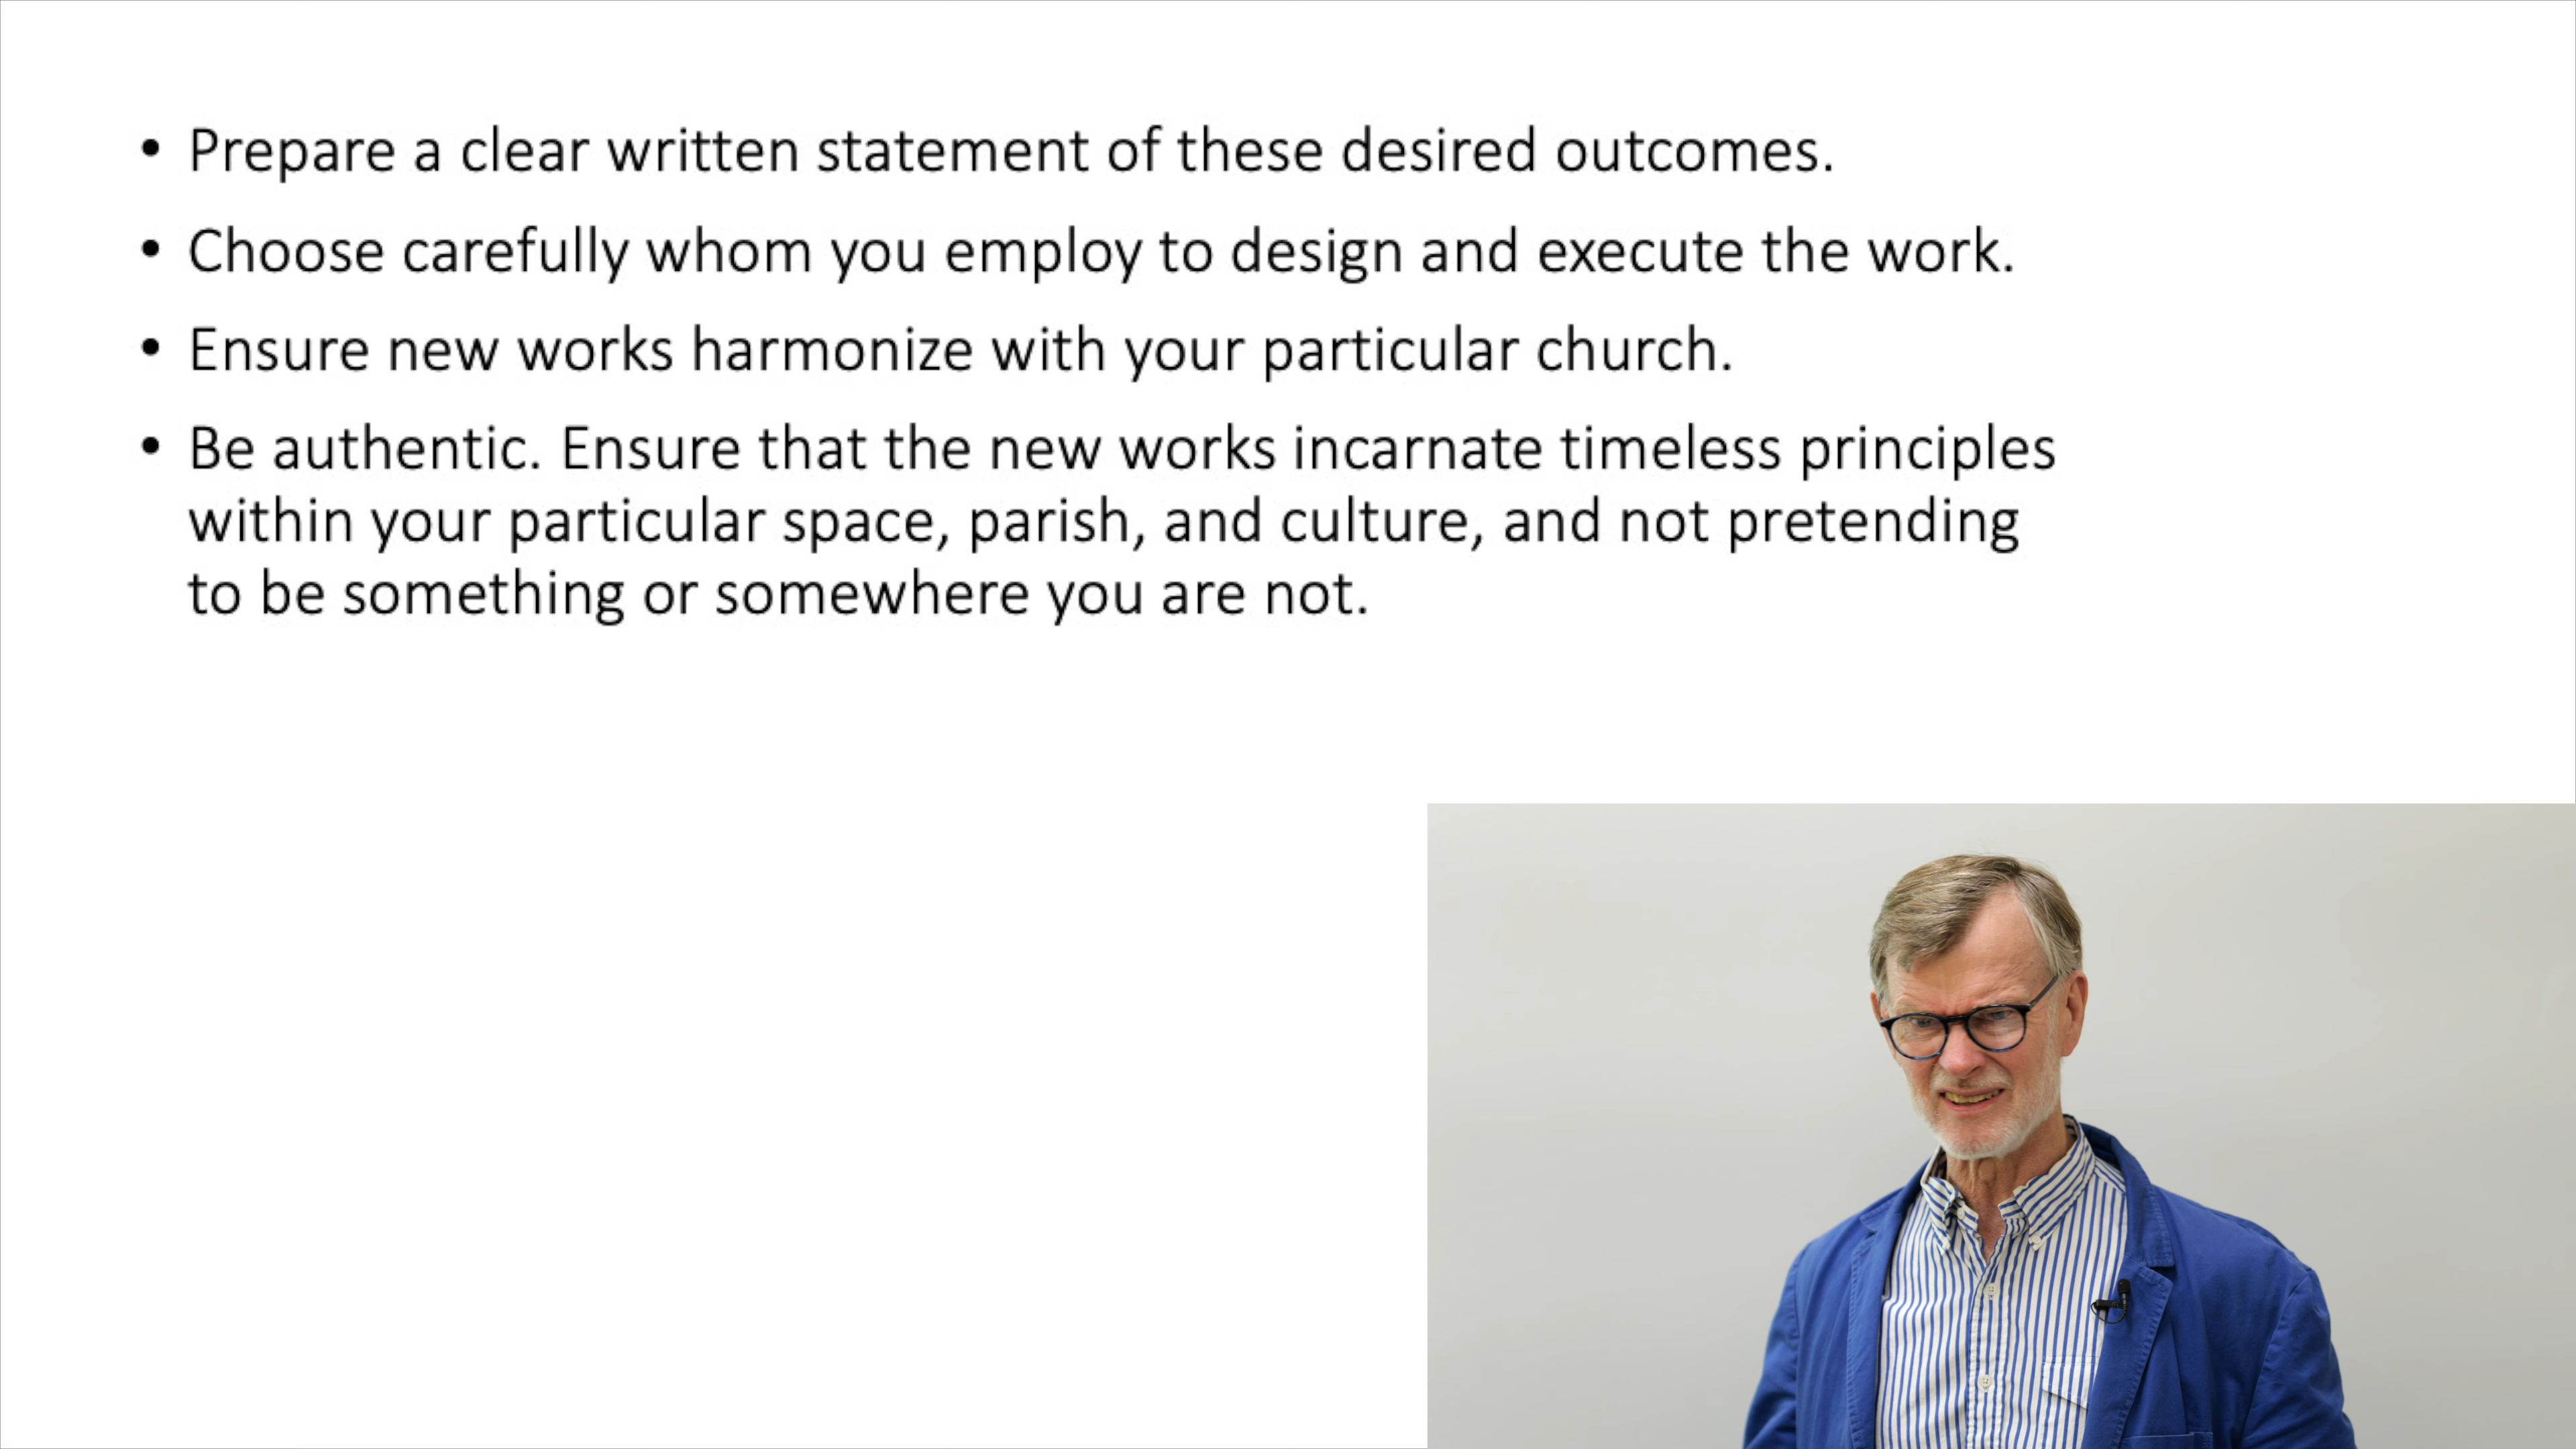 • Prepare a clear written statement of these desired outcomes.
• Choose carefully whom you employ to design and execute the work.
• Ensure new works harmonize with your particular church.
• Be authentic. Ensure that the new works incarnate timeless principles
within your particular space, parish, and culture, and not pretending
to be something or somewhere you are not.